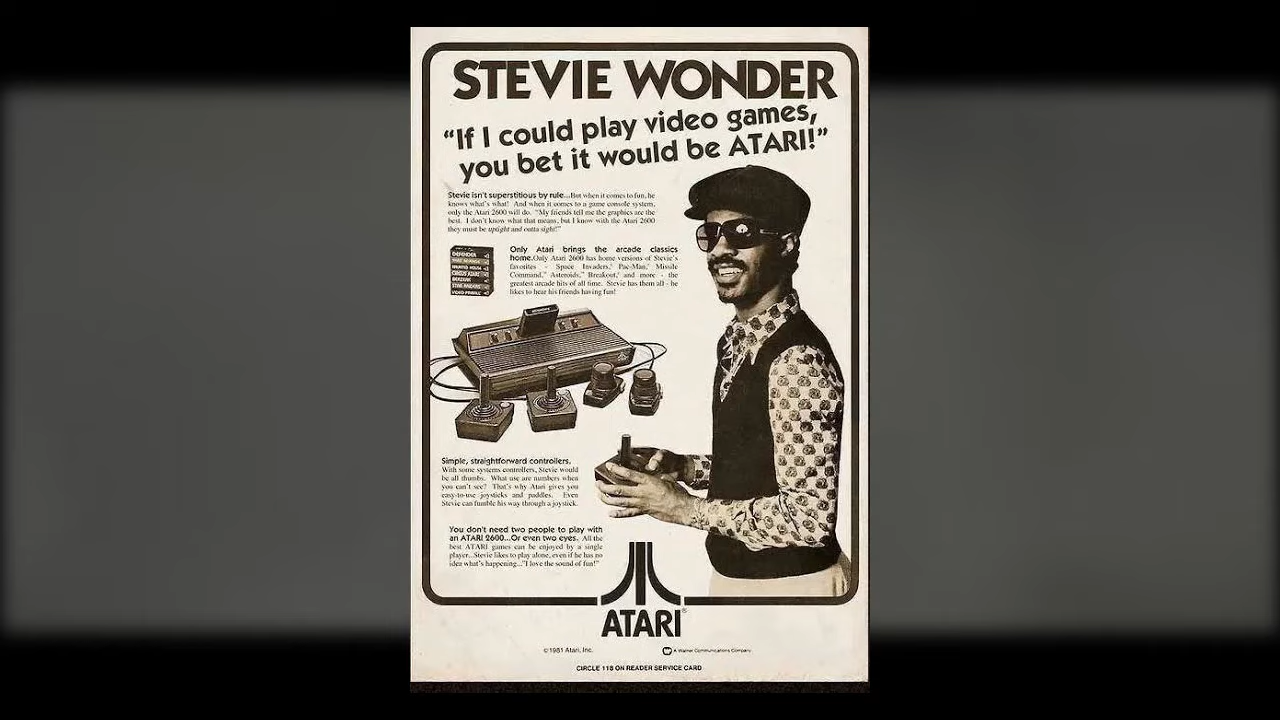 STEVIE WONDER
"If I could play video games,
you bet it would be ATARI!"
Stevie isn't superstitious by rule...But when it comes to fun, he
knows what's what! And when it comes to a game console system,
only the Atari 2600 will do. "My friends tell me the graphics are the
best. I don't know what that means, but I know with the Atari 2600
they must be uptight and outta sight!"
Only Atari brings the arcade classics
home.Only Atari 2600 has home versions of Stevie's
favorites - Space Invaders,' Pac-Man,' Missile
Command," Asteroids," Breakout,' and more - the
greatest arcade hits of all time. Stevie has them all - he
likes to hear his friends having fun!
DEFENDER
HAUNTED HOUSE
CIRCUS ATARI
BERZERK
STAR RAIDERS
VIDEO PINBALL
Simple, straightforward controllers.
With some systems controllers, Stevie would
be all thumbs. What use are numbers when
you can't see? That's why Atari gives you
easy-to-use joysticks and paddles. Even
Stevie can fumble his way through a joystick.
You don't need two people to play with
an ATARI 2600...Or even two eyes. All the
best ATARI games can be enjoyed by a single
player...Stevie likes to play alone, even if he has no
idea what's happening..."I love the sound of fun!"
ATARI®
©1981 Atari, Inc.
A Warner Communications Company
CIRCLE 118 ON READER SERVICE CARD